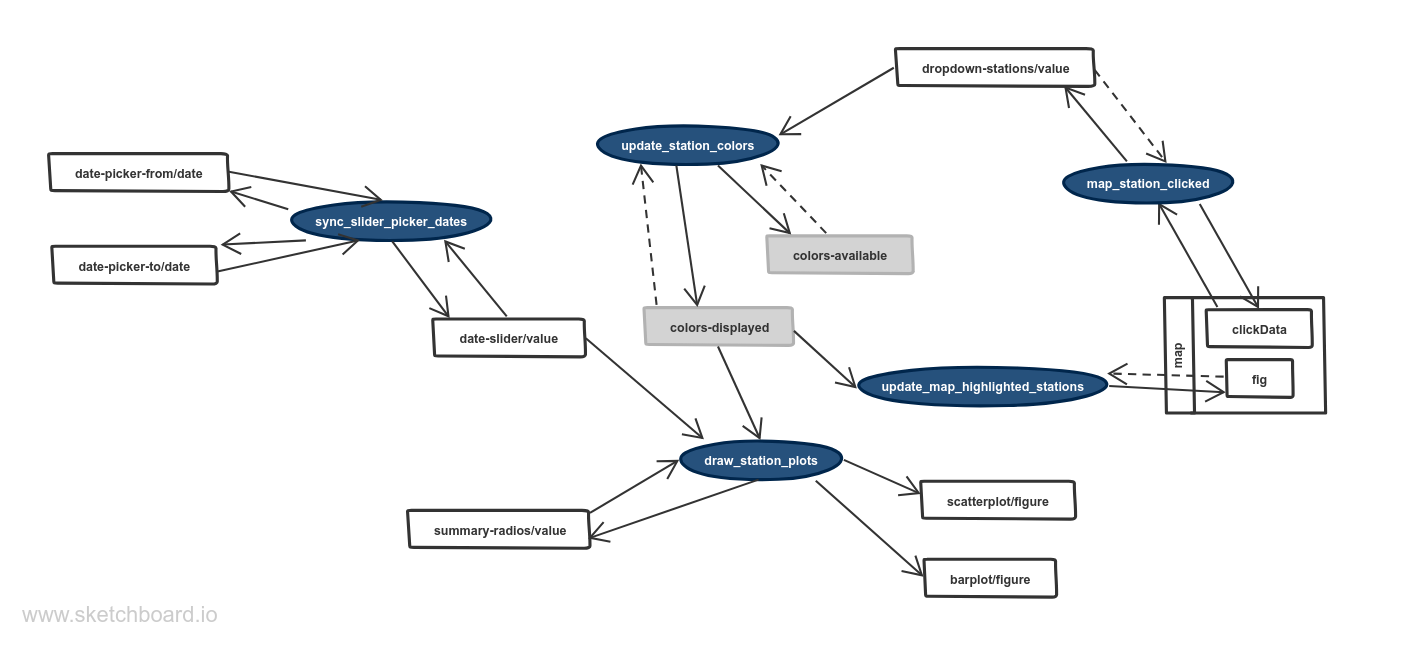 dropdown-stations/value
update_station_colors
date-picker-from/date
map_station_clicked
sync_slider_picker_dates
colors-available
date-picker-to/date
colors-displayed
clickData
date-slider/value
map
fig
update_map_highlighted_stations
draw_station_plots
scatterplot/figure
summary-radios/value
barplot/figure
www.sketchboard.io